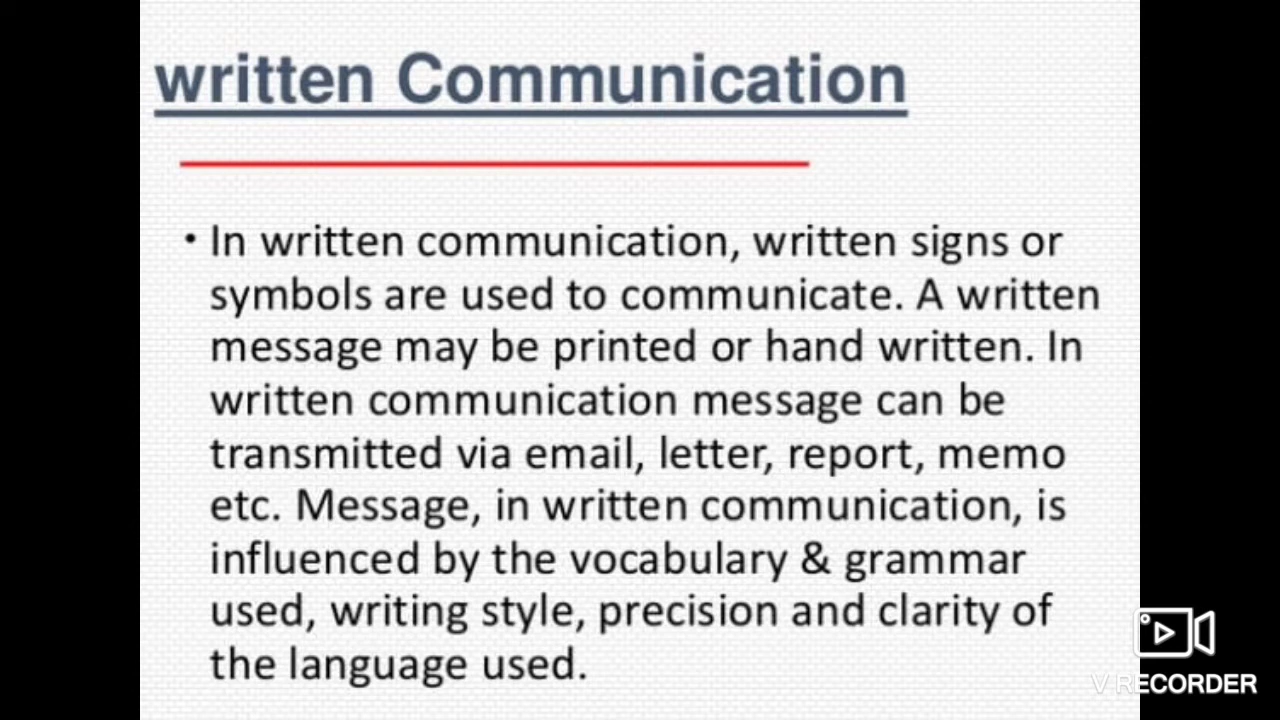 written Communication
• In written communication, written signs or
symbols are used to communicate. A written
message may be printed or hand written. In
written communication message can be
transmitted via email, letter, report, memo
etc. Message, in written communication, is
influenced by the vocabulary & grammar
used, writing style, precision and clarity of
the language used.
V RECORDER